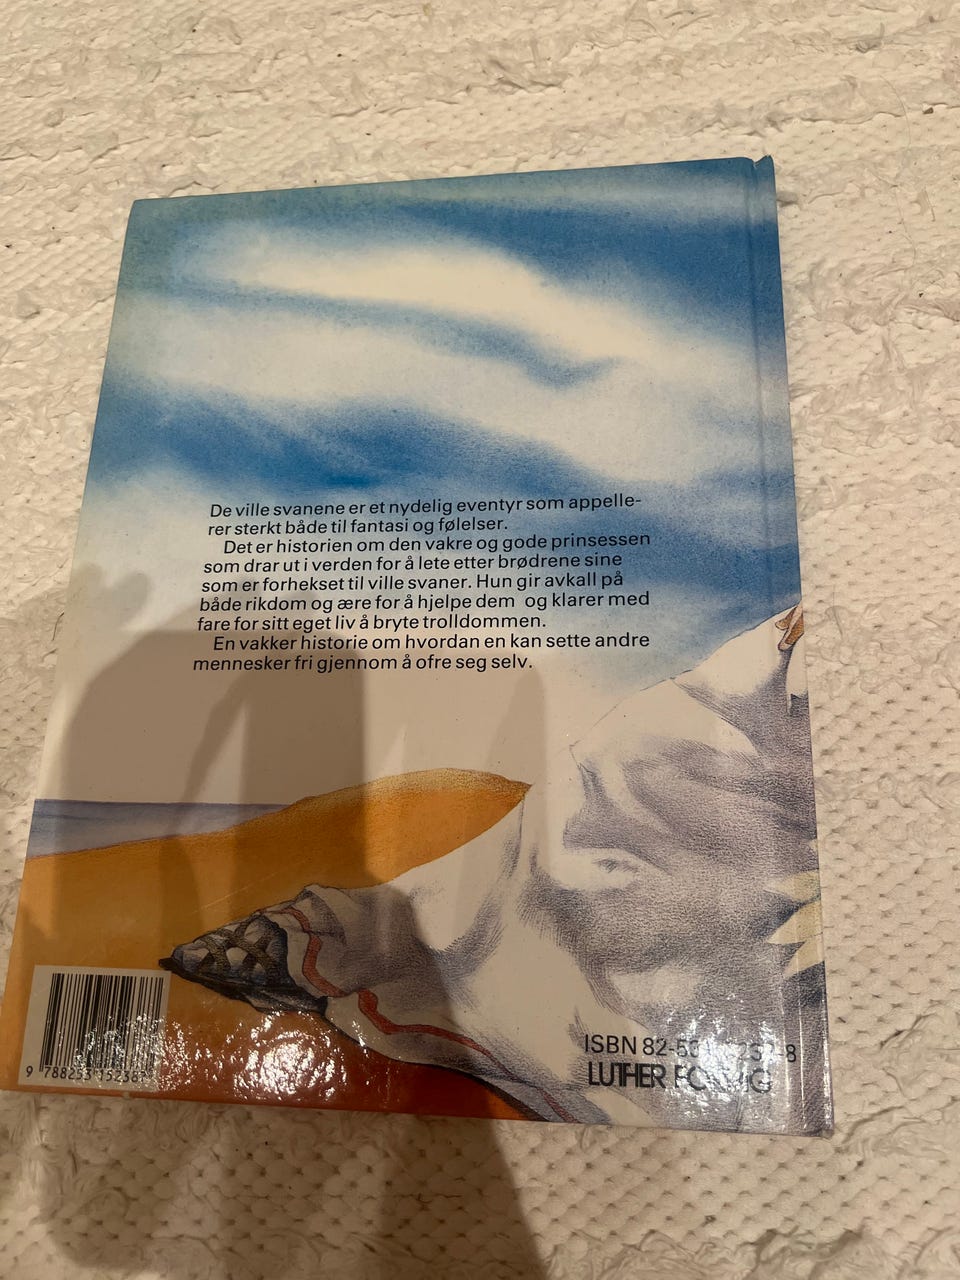 De ville svanene er et nydelig eventyr som appelle-
rer sterkt både til fantasi og følelser.
Det er historien om den vakre og gode prinsessen
som drar ut i verden for å lete etter brødrene sine
som er forhekset til ville svaner. Hun gir avkall på
både rikdom og ære for å hjelpe dem og klarer med
fare for sitt eget liv å bryte trolldommen.
En vakker historie om hvordan en kan sette andre
mennesker fri gjennom å ofre seg selv.
ISBN
LUTHER
9 788253